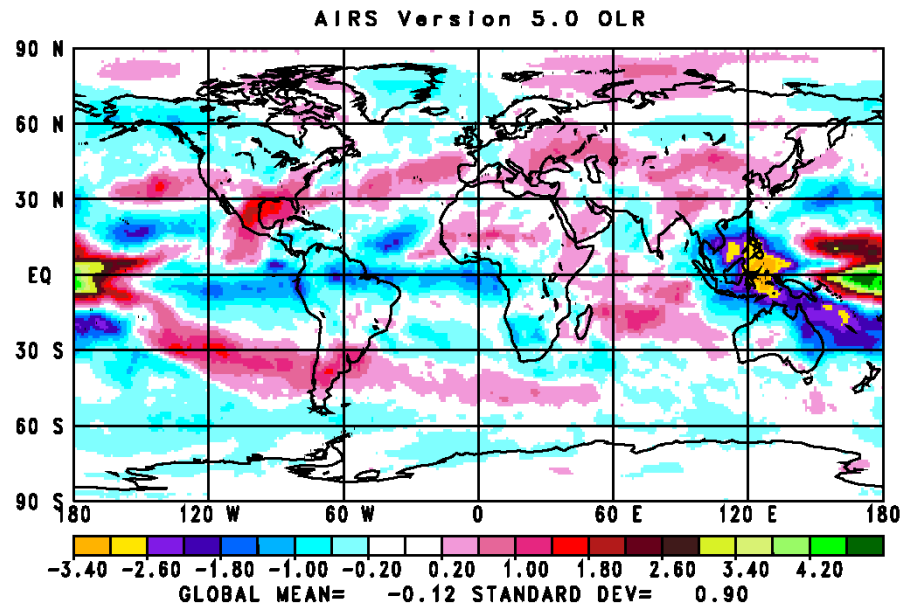 AIRS Version 5.0 OLR
90 N
60 N
30 N
EQ
30 S
60 S
90 S
180 120 W 60 W 0 60 E 120 E 180
-3.40 -2.60 -1.80 -1.00 -0.20 0.20 1.00 1.80 2.60 3.40 4.20
GLOBAL MEAN= -0.12 STANDARD DEV= 0.90